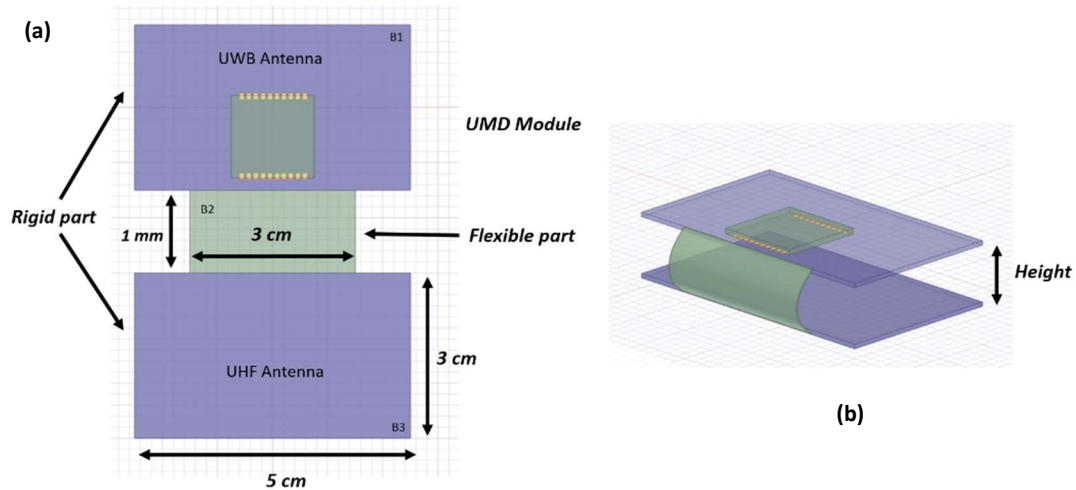 (a)
B1
UWB Antenna
UMD Module
Rigid part
B2
1 mm
3 cm
Flexible part
Height
3 cm
UHF Antenna
B3
(b)
5 cm